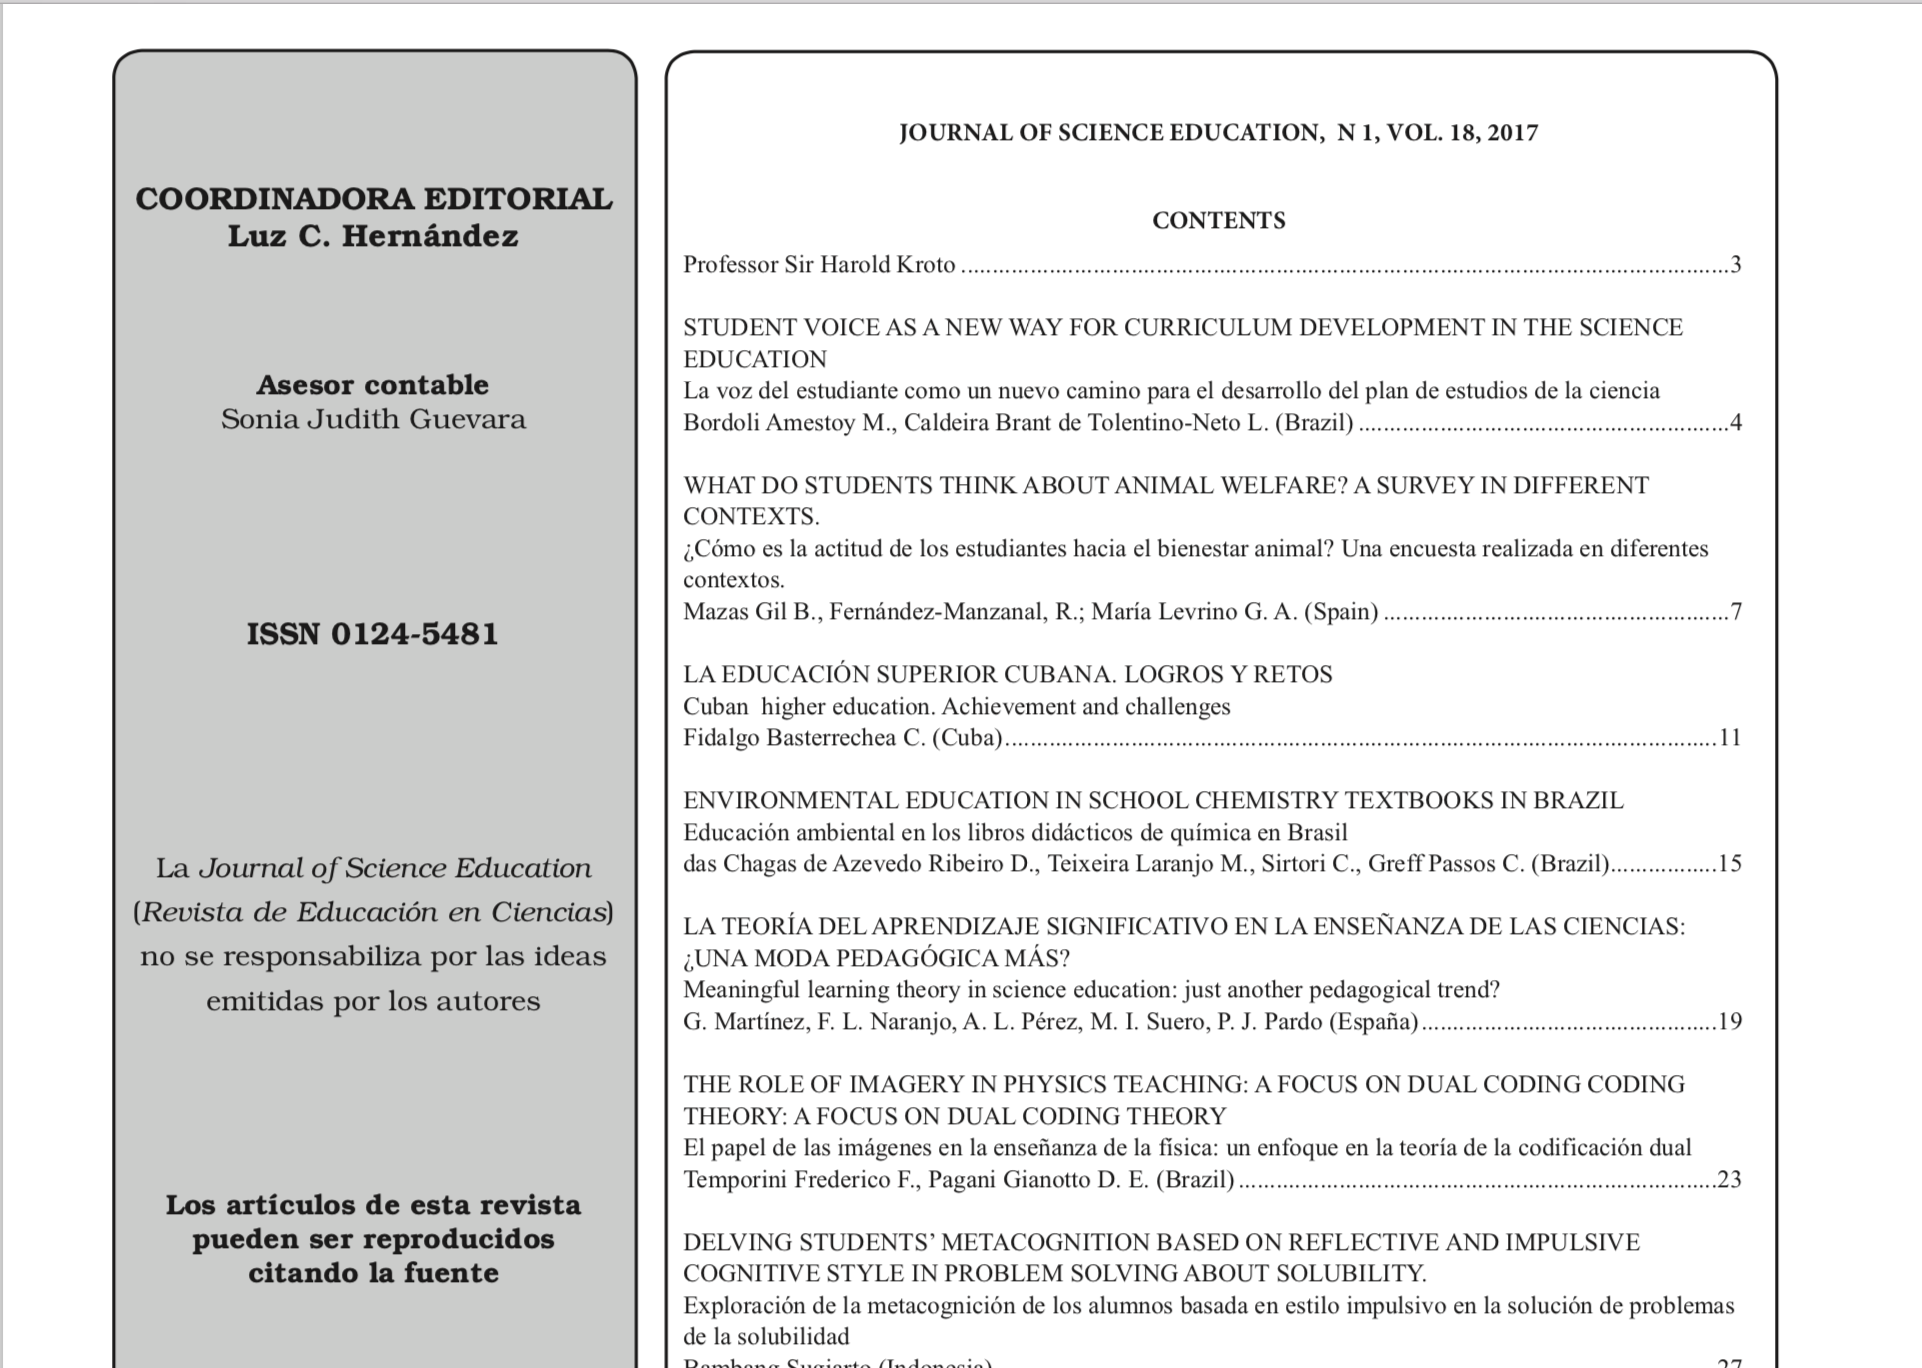 COORDINADORA EDITORIAL
Luz C. Hernández
Asesor contable
Sonia Judith Guevara
ISSN 0124-5481
La Journal of Science Education
(Revista de Educación en Ciencias)
no se responsabiliza por las ideas
emitidas por los autores
Los artículos de esta revista
pueden ser reproducidos
citando la fuente
JOURNAL OF SCIENCE EDUCATION, N 1, VOL. 18, 2017
CONTENTS
Professor Sir Harold Kroto ..........3
STUDENT VOICE AS A NEW WAY FOR CURRICULUM DEVELOPMENT IN THE SCIENCE
EDUCATION
La voz del estudiante como un nuevo camino para el desarrollo del plan de estudios de la ciencia
Bordoli Amestoy M., Caldeira Brant de Tolentino-Neto L. (Brazil) ..........4
WHAT DO STUDENTS THINK ABOUT ANIMAL WELFARE? A SURVEY IN DIFFERENT
CONTEXTS.
¿Cómo es la actitud de los estudiantes hacia el bienestar animal? Una encuesta realizada en diferentes
contextos.
Mazas Gil B., Fernández-Manzanal, R.; María Levrino G. A. (Spain) ..........7
LA EDUCACIÓN SUPERIOR CUBANA. LOGROS Y RETOS
Cuban higher education. Achievement and challenges
Fidalgo Basterrechea C. (Cuba)..........11
ENVIRONMENTAL EDUCATION IN SCHOOL CHEMISTRY TEXTBOOKS IN BRAZIL
Educación ambiental en los libros didácticos de química en Brasil
das Chagas de Azevedo Ribeiro D., Teixeira Laranjo M., Sirtori C., Greff Passos C. (Brazil)..........15
LA TEORÍA DEL APRENDIZAJE SIGNIFICATIVO EN LA ENSEÑANZA DE LAS CIENCIAS:
¿UNA MODA PEDAGÓGICA MÁS?
Meaningful learning theory in science education: just another pedagogical trend?
G. Martínez, F. L. Naranjo, A. L. Pérez, M. I. Suero, P. J. Pardo (España)..........19
THE ROLE OF IMAGERY IN PHYSICS TEACHING: A FOCUS ON DUAL CODING CODING
THEORY: A FOCUS ON DUAL CODING THEORY
El papel de las imágenes en la enseñanza de la física: un enfoque en la teoría de la codificación dual
Temporini Frederico F., Pagani Gianotto D. E. (Brazil)..........23
DELVING STUDENTS’ METACOGNITION BASED ON REFLECTIVE AND IMPULSIVE
COGNITIVE STYLE IN PROBLEM SOLVING ABOUT SOLUBILITY.
Exploración de la metacognición de los alumnos basada en estilo impulsivo en la solución de problemas
de la solubilidad
Bambang Sugiarto (Indonesia)..........27